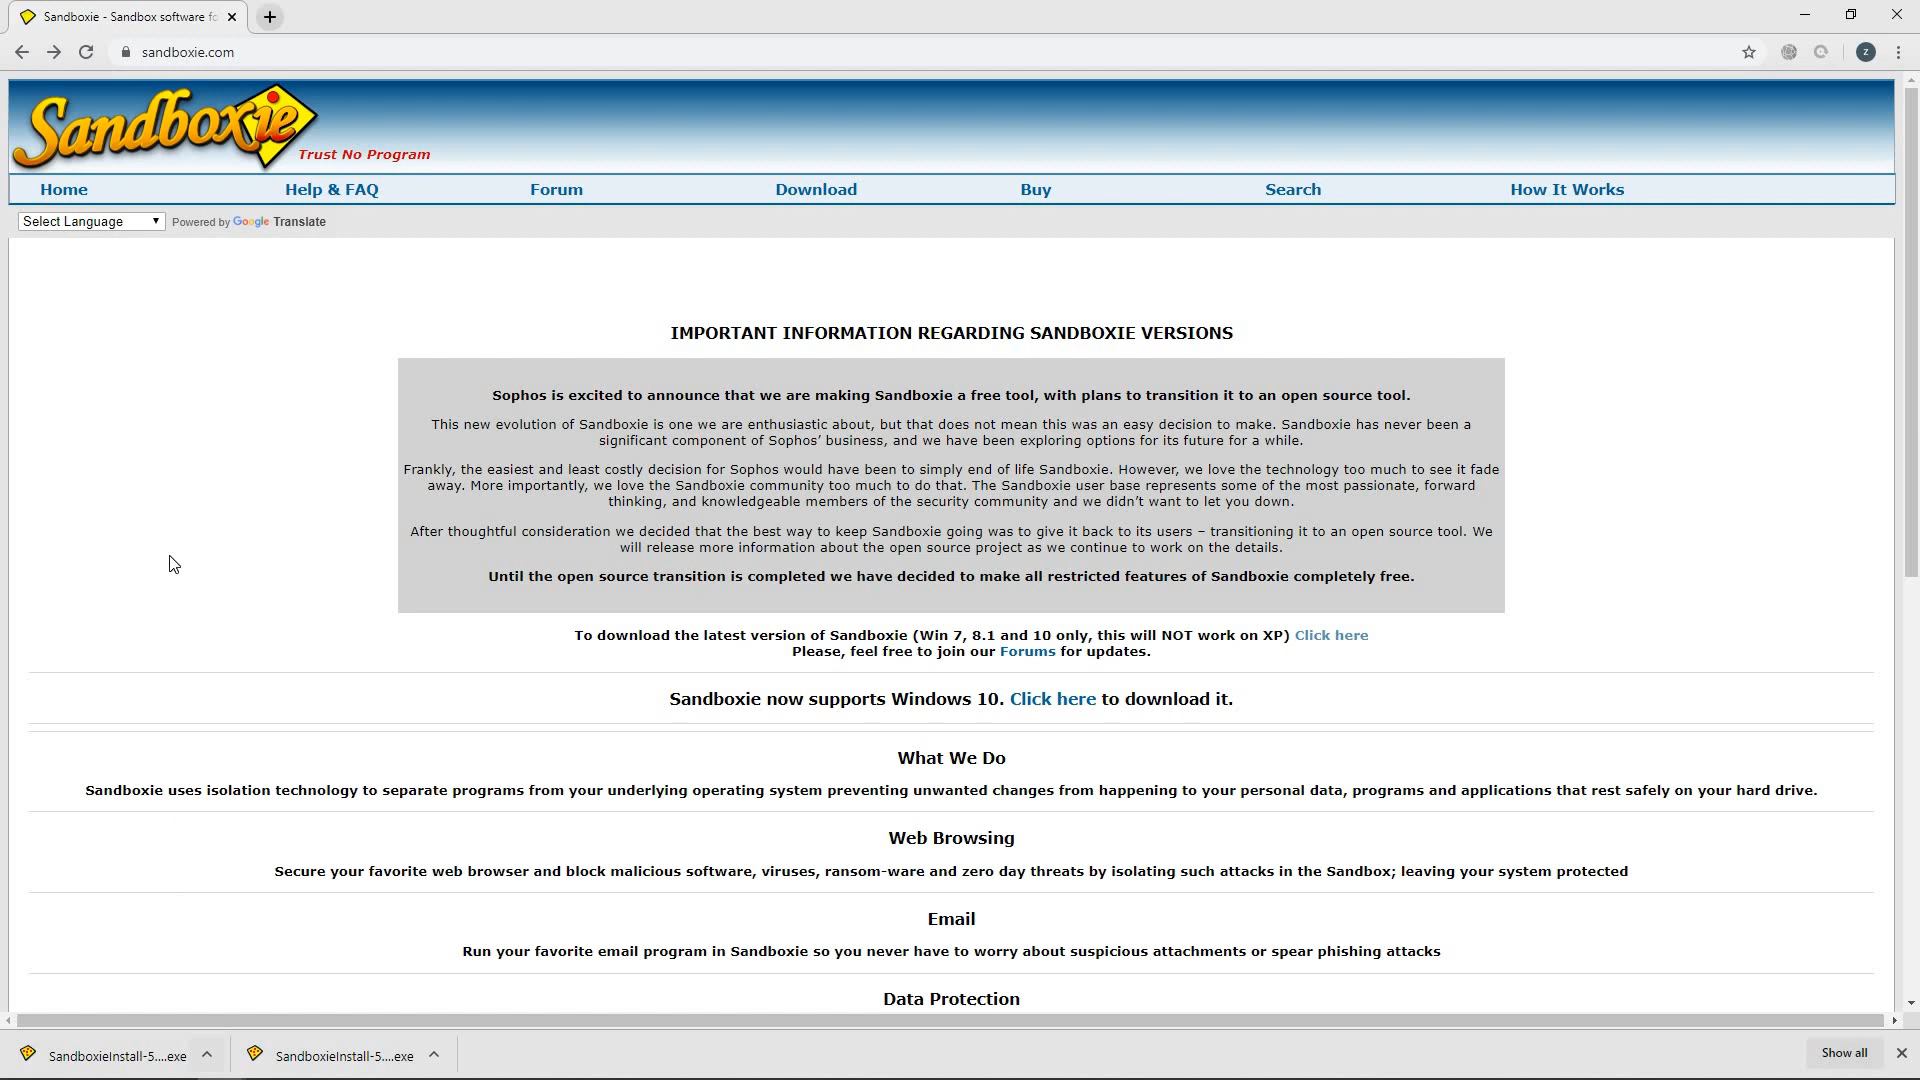 Sandboxie - Sandbox software fo
sandboxie.com
z
Sandboxie
Trust No Program
Home Help & FAQ Forum Download Buy Search How It Works
Select Language Powered by Google Translate
IMPORTANT INFORMATION REGARDING SANDBOXIE VERSIONS
Sophos is excited to announce that we are making Sandboxie a free tool, with plans to transition it to an open source tool.
This new evolution of Sandboxie is one we are enthusiastic about, but that does not mean this was an easy decision to make. Sandboxie has never been a
significant component of Sophos’ business, and we have been exploring options for its future for a while.
Frankly, the easiest and least costly decision for Sophos would have been to simply end of life Sandboxie. However, we love the technology too much to see it fade
away. More importantly, we love the Sandboxie community too much to do that. The Sandboxie user base represents some of the most passionate, forward
thinking, and knowledgeable members of the security community and we didn’t want to let you down.
After thoughtful consideration we decided that the best way to keep Sandboxie going was to give it back to its users – transitioning it to an open source tool. We
will release more information about the open source project as we continue to work on the details.
Until the open source transition is completed we have decided to make all restricted features of Sandboxie completely free.
To download the latest version of Sandboxie (Win 7, 8.1 and 10 only, this will NOT work on XP) Click here
Please, feel free to join our Forums for updates.
Sandboxie now supports Windows 10. Click here to download it.
What We Do
Sandboxie uses isolation technology to separate programs from your underlying operating system preventing unwanted changes from happening to your personal data, programs and applications that rest safely on your hard drive.
Web Browsing
Secure your favorite web browser and block malicious software, viruses, ransom-ware and zero day threats by isolating such attacks in the Sandbox; leaving your system protected
Email
Run your favorite email program in Sandboxie so you never have to worry about suspicious attachments or spear phishing attacks
Data Protection
SandboxieInstall-5....exe SandboxieInstall-5....exe Show all